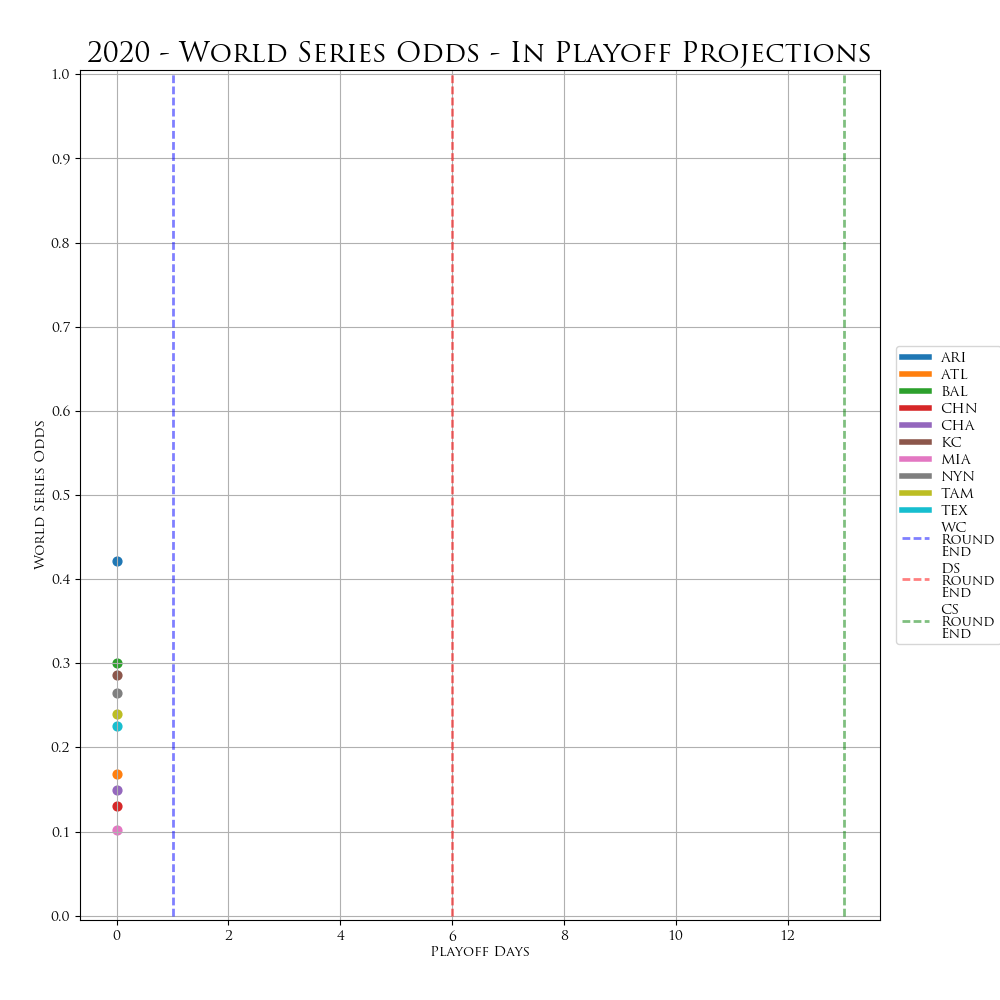 2020 - World Series Odds - In Playoff Projections
1.0
0.9
0.8
0.7
0.6
0.5
0.4
0.3
0.2
0.1
0.0
World Series Odds
0 2 4 6 8 10 12
Playoff Days
ARI
ATL
BAL
CHN
CHA
KC
MIA
NYN
TAM
TEX
WC
Round
End
DS
Round
End
CS
Round
End